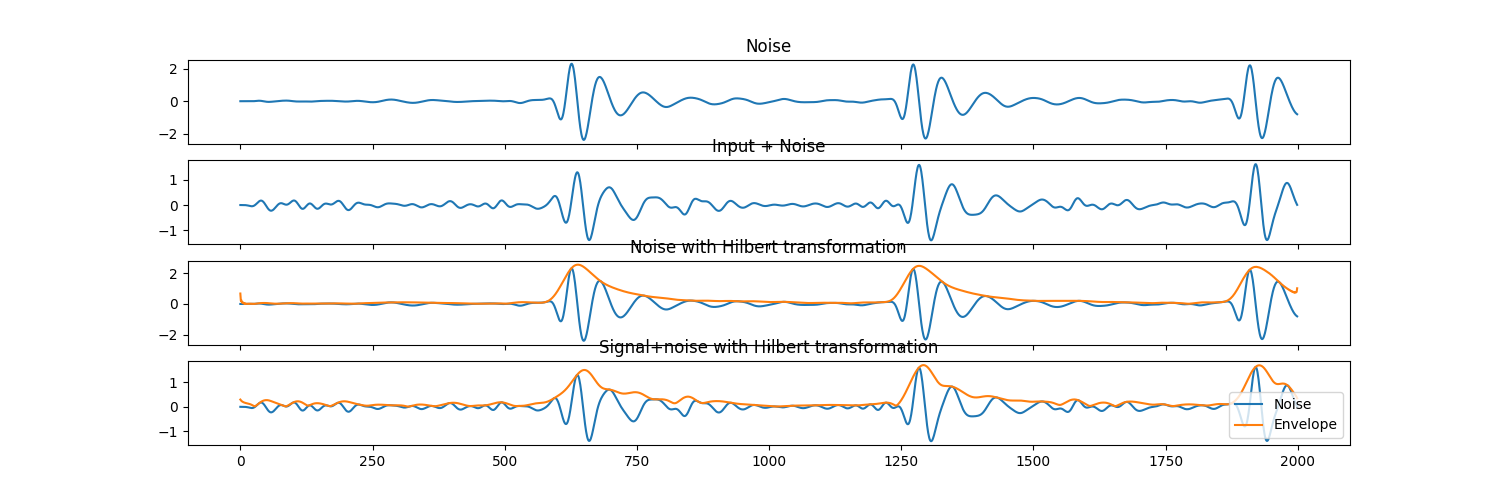 Noise
2
0
−2
Input + Noise
1
0
−1
Noise with Hilbert transformation
2
0
−2
Signal+noise with Hilbert transformation
1
0
−1
Noise
Envelope
0 250 500 750 1000 1250 1500 1750 2000